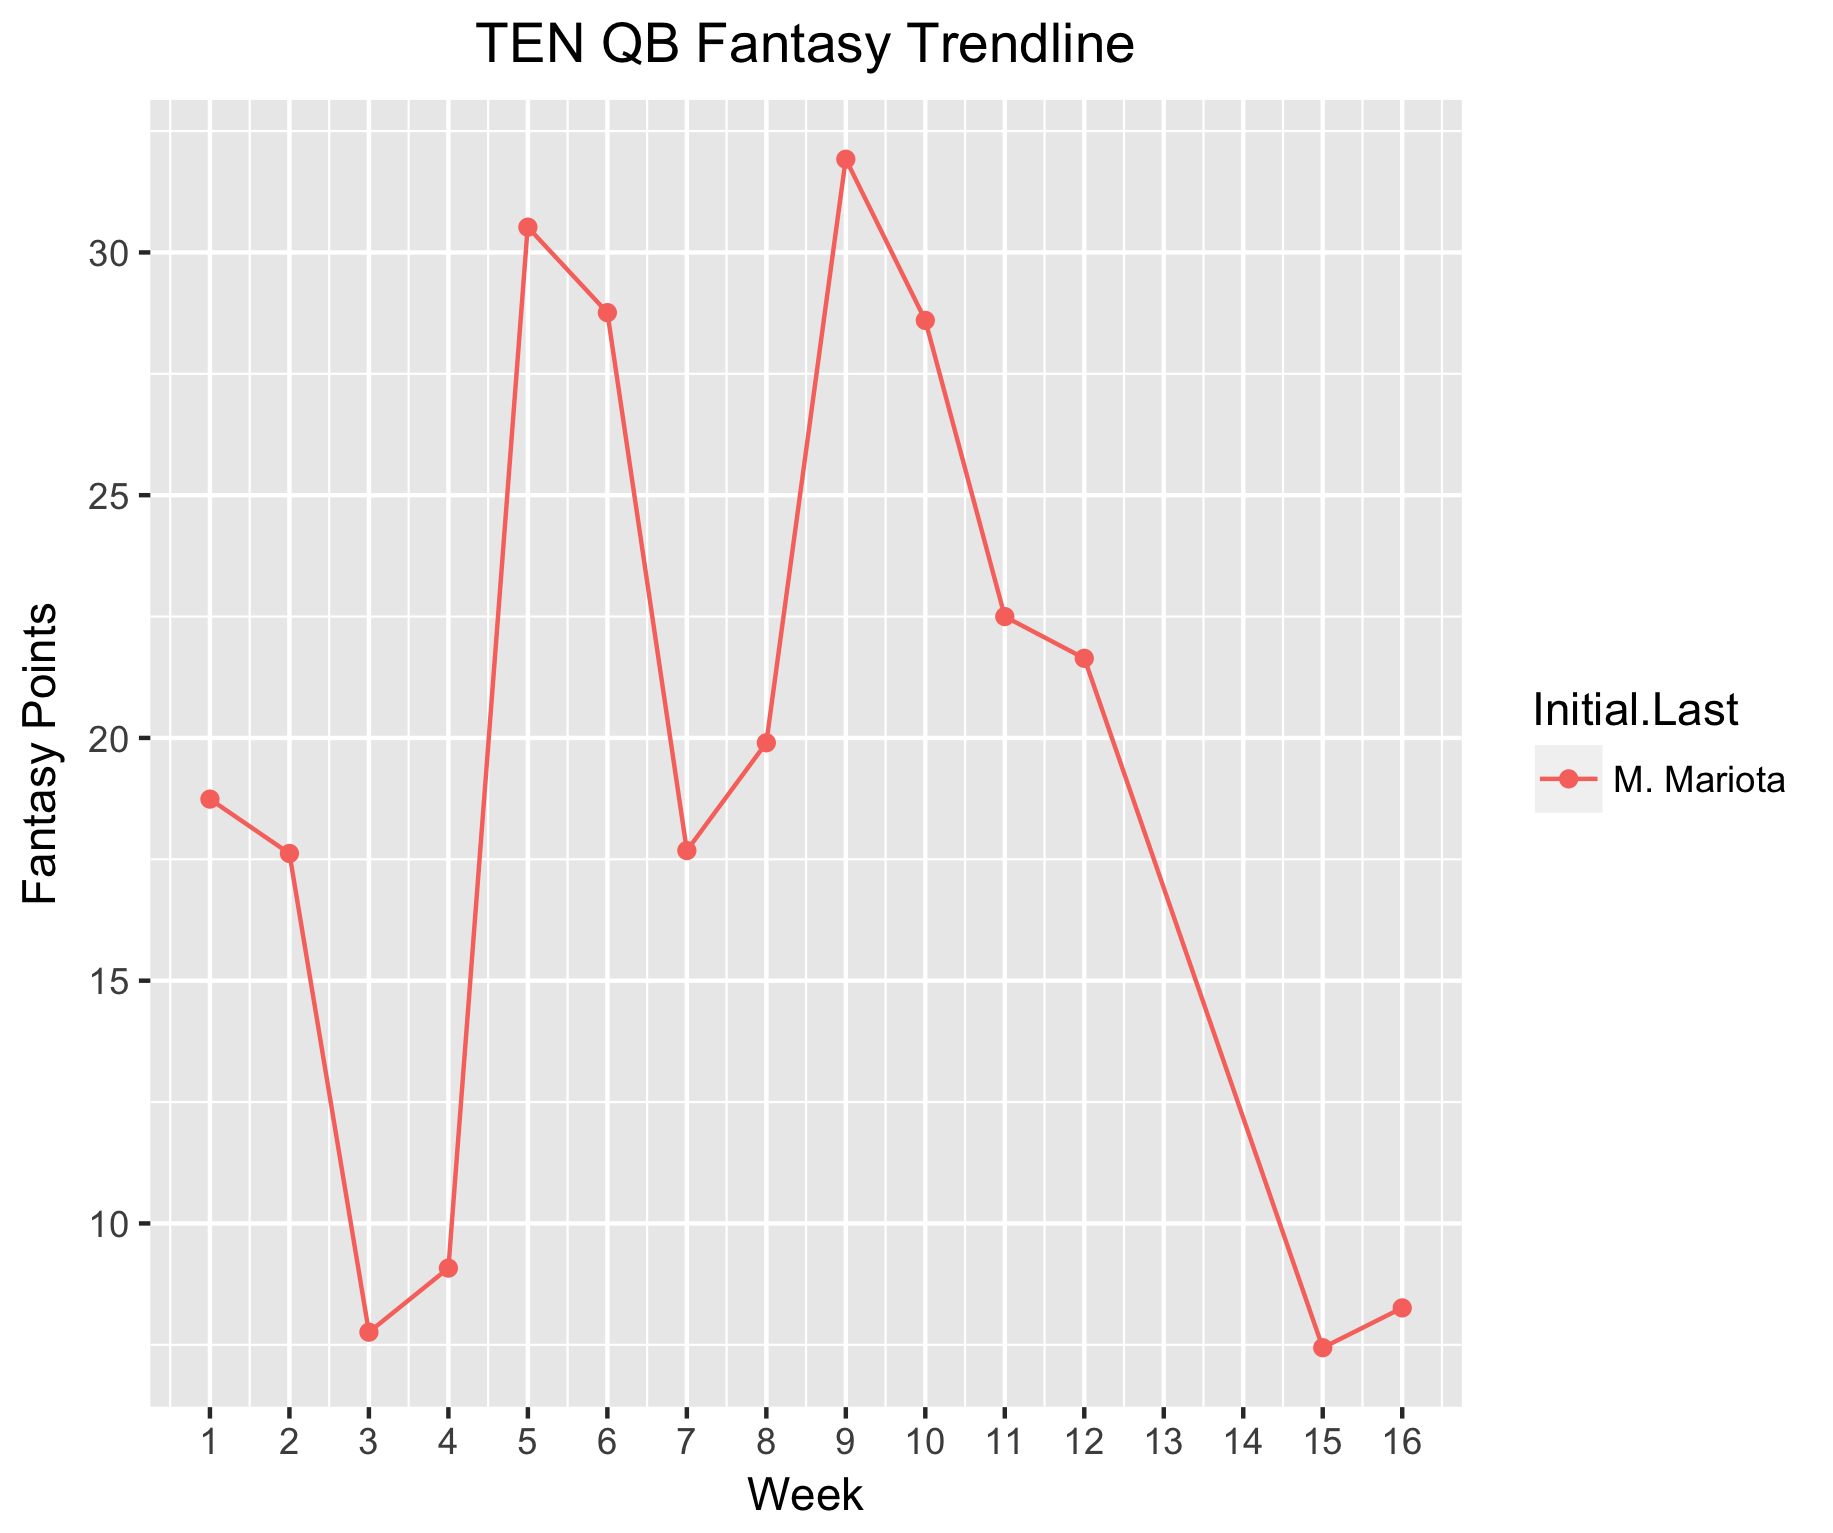 TEN QB Fantasy Trendline
Fantasy Points
30
25
20
15
10
1 2 3 4 5 6 7 8 9 10 11 12 13 14 15 16
Week
Initial.Last
M. Mariota